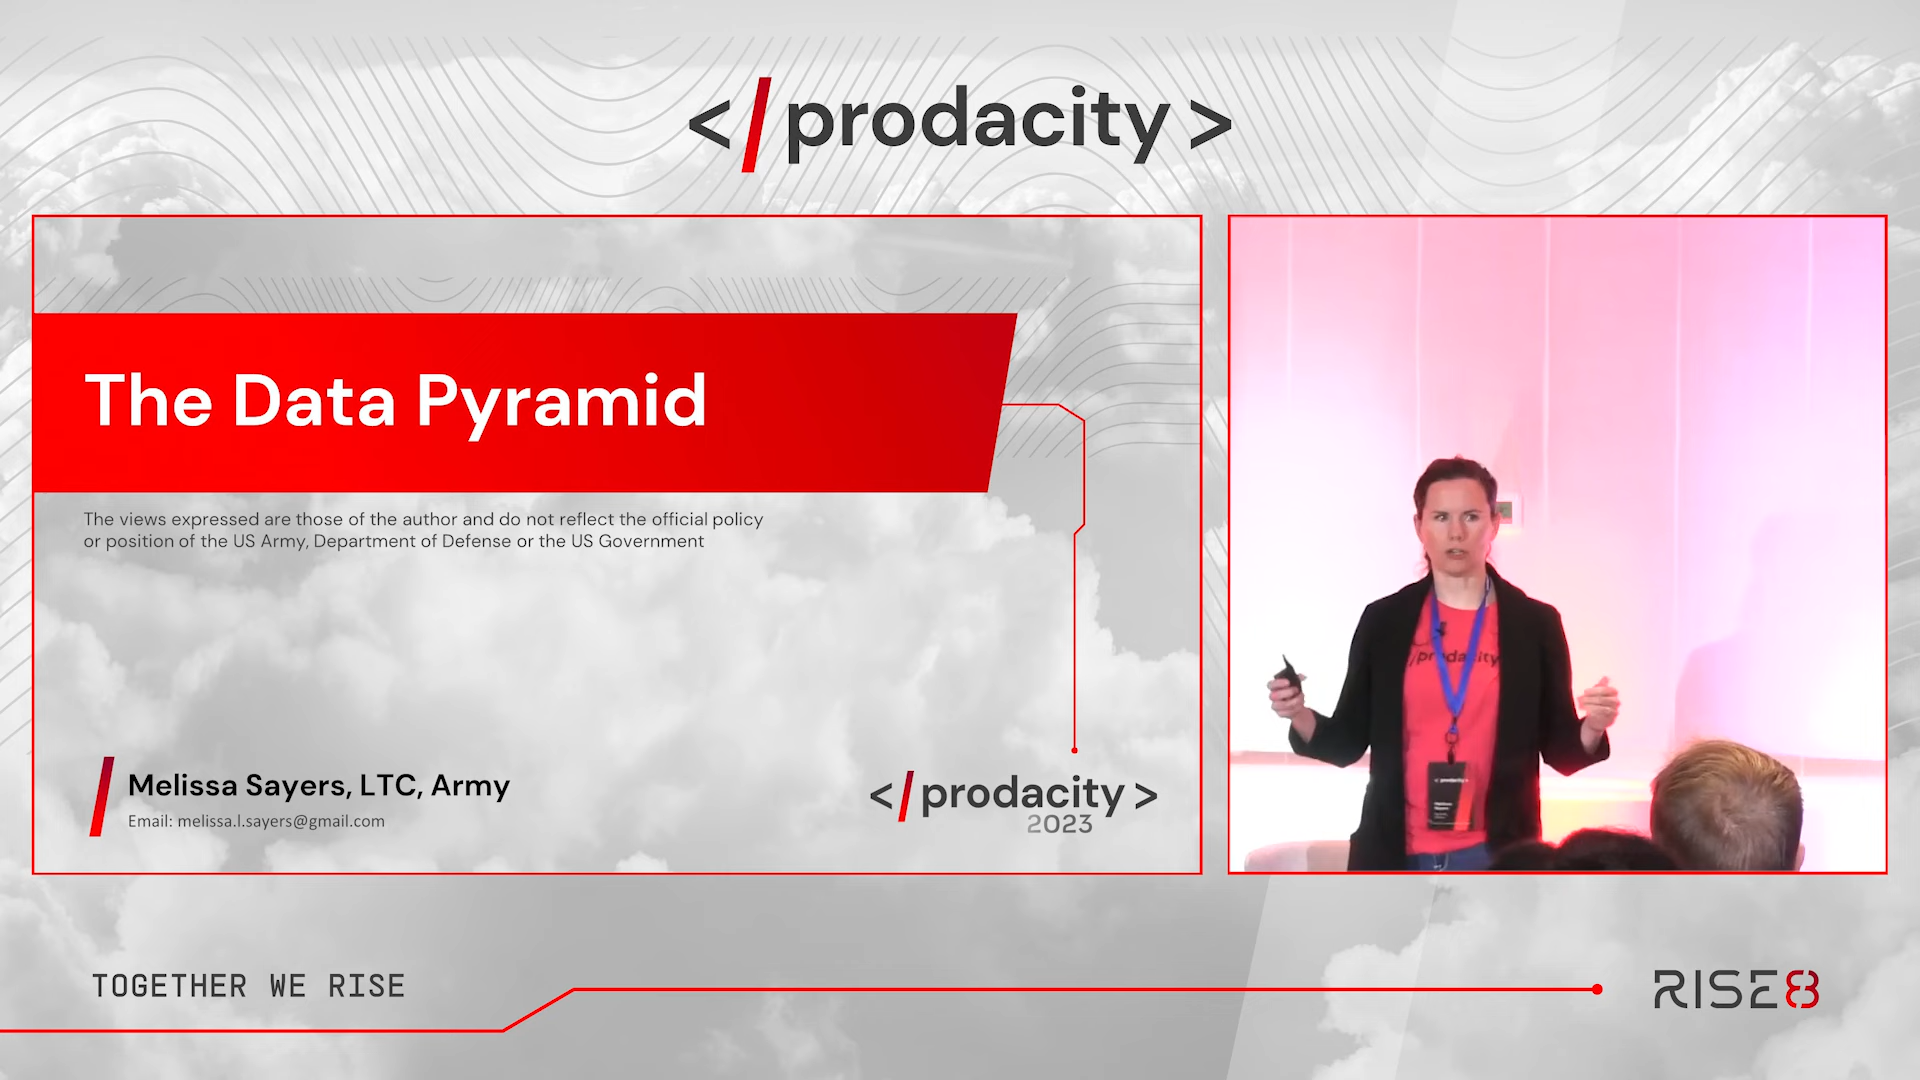 </prodacity>
The Data Pyramid
The views expressed are those of the author and do not reflect the official policy
or position of the US Army, Department of Defense or the US Government
Melissa Sayers, LTC, Army
Email: melissa.l.sayers@gmail.com
</prodacity>
2023
/prodacity
TOGETHER WE RISE
RISE8